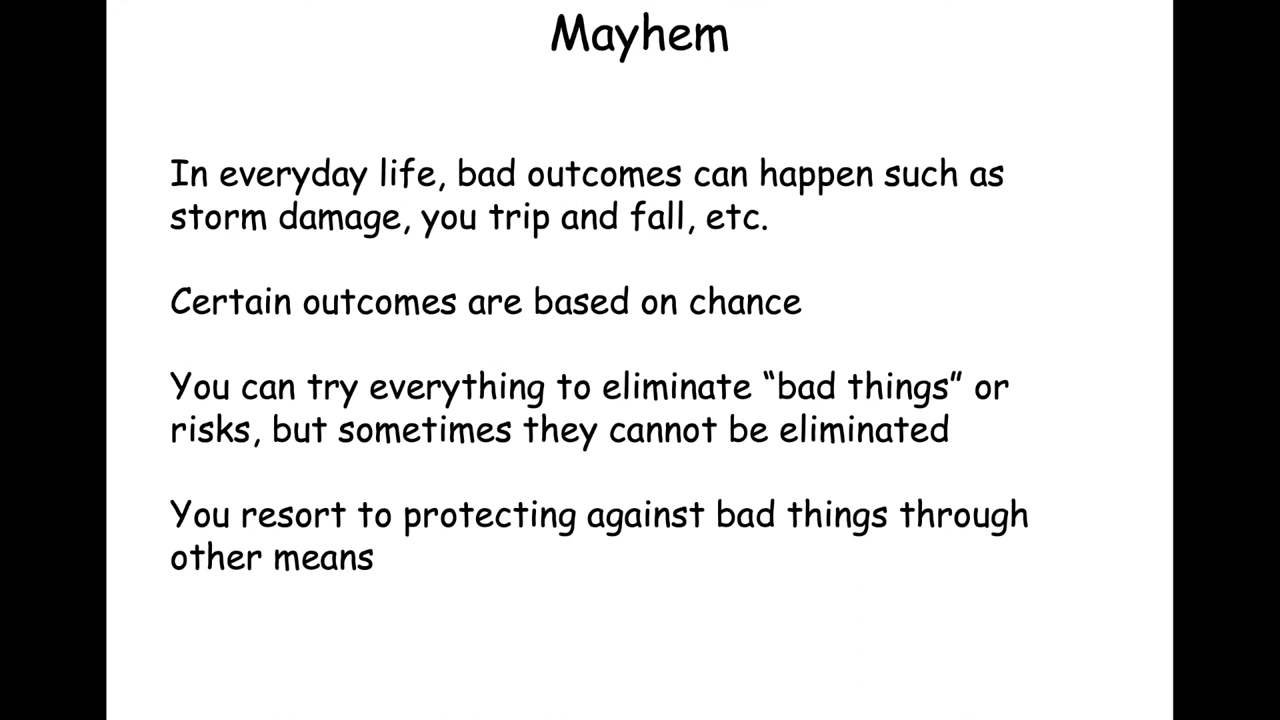 Mayhem
In everyday life, bad outcomes can happen such as
storm damage, you trip and fall, etc.
Certain outcomes are based on chance
You can try everything to eliminate “bad things” or
risks, but sometimes they cannot be eliminated
You resort to protecting against bad things through
other means